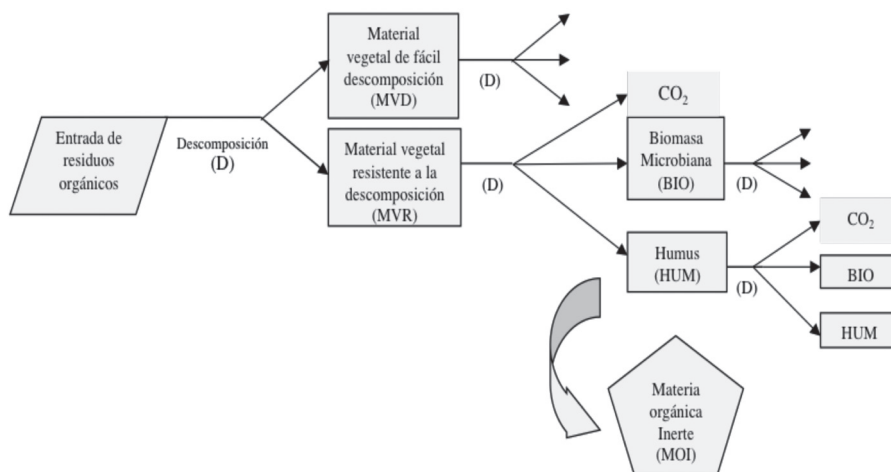 Entrada de
residuos
orgánicos
Descomposición
(D)
Material
vegetal de fácil
descomposición
(MVD)
(D)
Material vegetal
resistente a la
descomposición
(MVR)
(D)
CO₂
Biomasa
Microbiana
(BIO)
(D)
Humus
(HUM)
(D)
CO₂
BIO
HUM
Materia
orgánica
Inerte
(MOI)